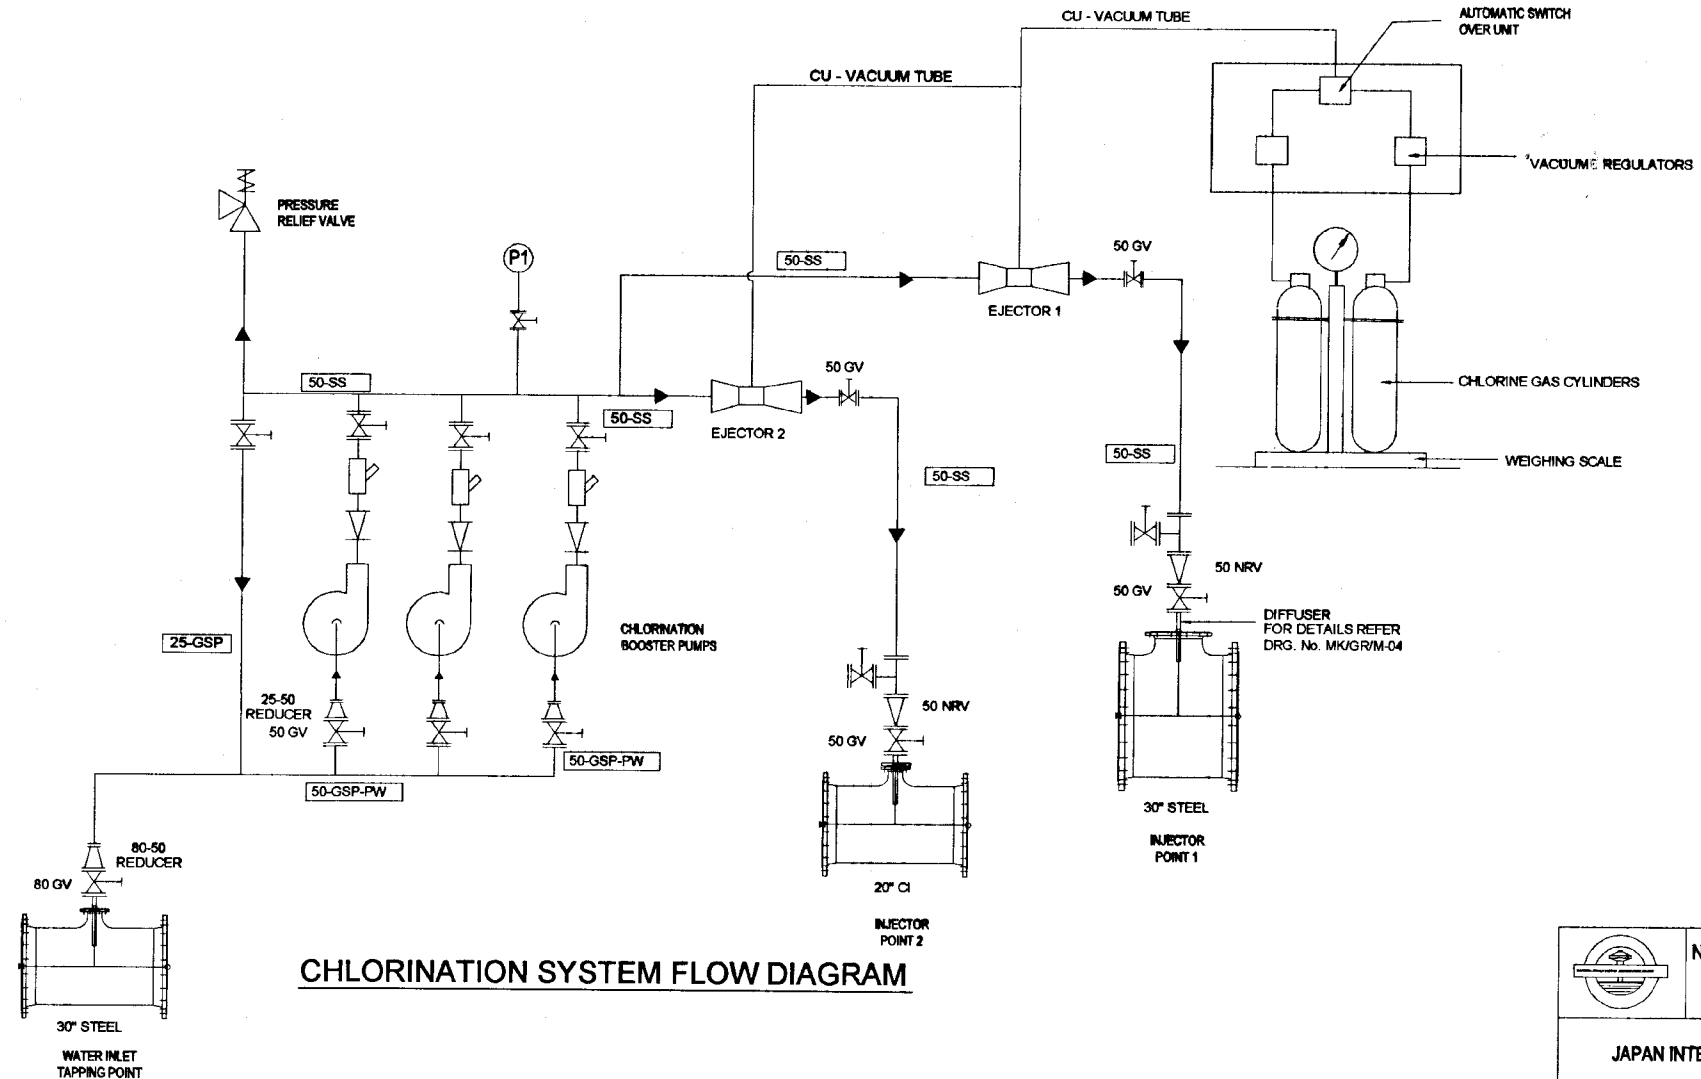 CU - VACUUM TUBE
AUTOMATIC SWITCH
OVER UNIT
CU - VACUUM TUBE
VACUUME REGULATORS
PRESSURE
RELIEF VALVE
P1
50-SS
50 GV
EJECTOR 1
50-SS
50 GV
50-SS
EJECTOR 2
CHLORINE GAS CYLINDERS
50-SS
50-SS
WEIGHING SCALE
50 NRV
50 GV
DIFFUSER
FOR DETAILS REFER
DRG. No. MK/GR/M-04
25-GSP
CHLORINATION
BOOSTER PUMPS
25-50
REDUCER
50 GV
50 NRV
50 GV
50-GSP-PW
50-GSP-PW
30" STEEL
INJECTOR
POINT 1
80-50
REDUCER
80 GV
20" CI
INJECTOR
POINT 2
CHLORINATION SYSTEM FLOW DIAGRAM
N
30" STEEL
WATER INLET
TAPPING POINT
JAPAN INTE